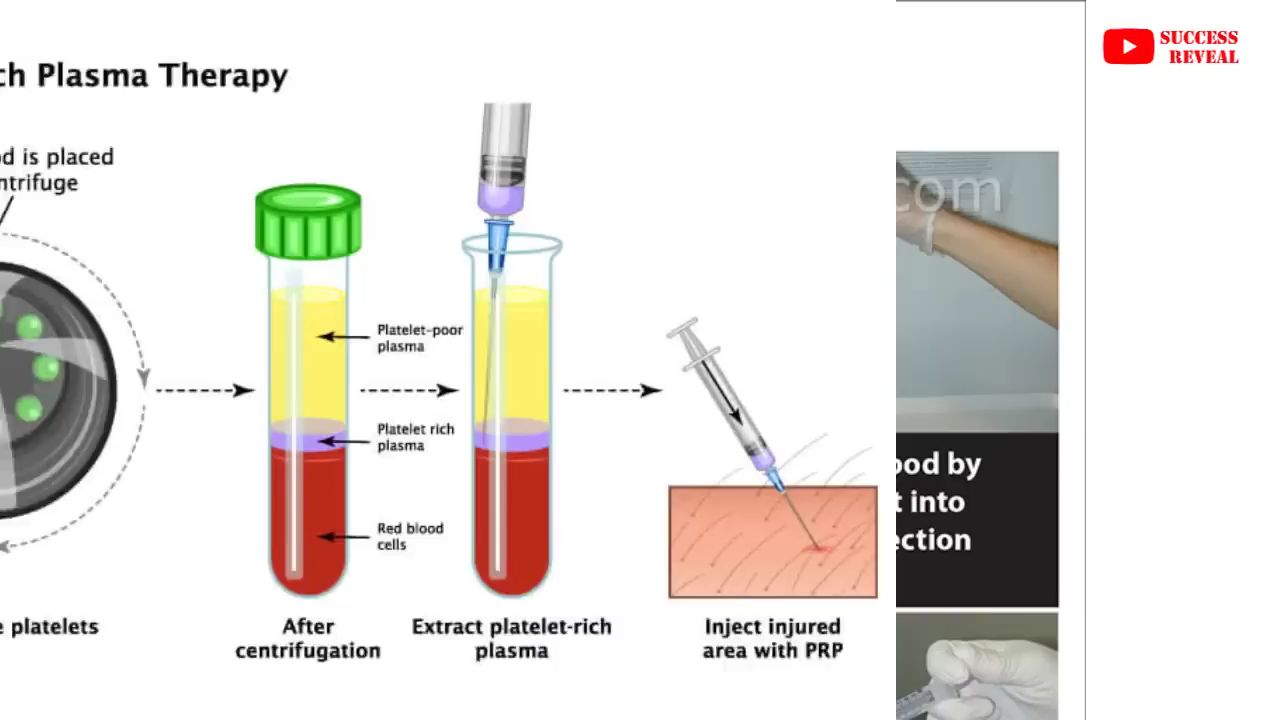 SUCCESS
REVEAL
ch Plasma Therapy
od is placed
ntrifuge
com
Platelet-poor
plasma
Platelet rich
plasma
Red blood
cells
ood by
t into
ection
e platelets
After
centrifugation
Extract platelet-rich
plasma
Inject injured
area with PRP